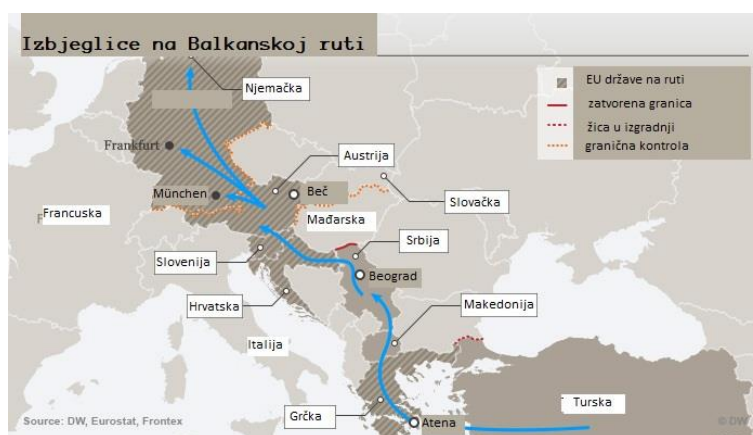 Izbjeglice na Balkanskoj ruti
EU države na ruti
zatvorena granica
žica u izgradnji
granična kontrola
Njemačka
Frankfurt
Austrija
München
Beč
Slovačka
Francuska
Mađarska
Srbija
Slovenija
Beograd
Hrvatska
Makedonija
Italija
Turska
Grčka
Atena
Source: DW, Eurostat, Frontex
© DW